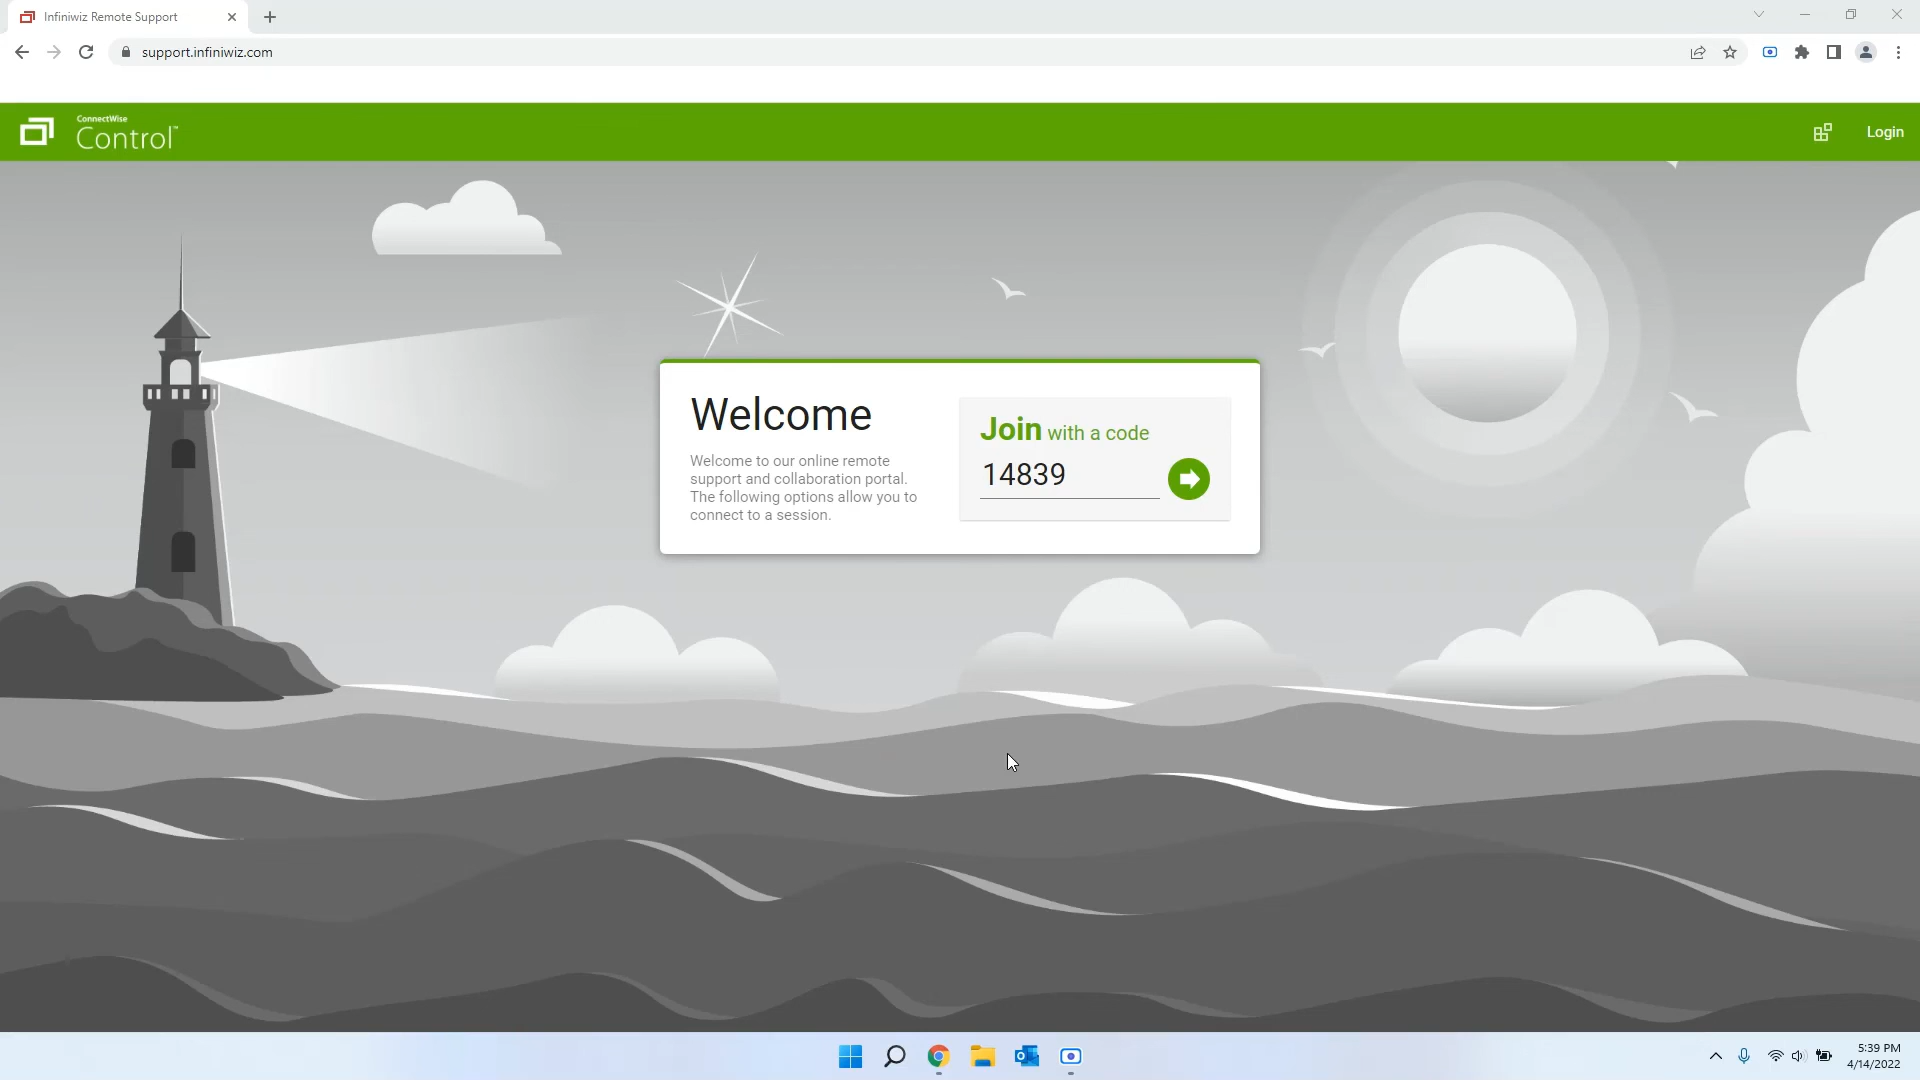 Infiniwiz Remote Support
support.infiniwiz.com
ConnectWise
Control™
Login
Welcome
Welcome to our online remote
support and collaboration portal.
The following options allow you to
connect to a session.
Join with a code
14839
5:39 PM
4/14/2022